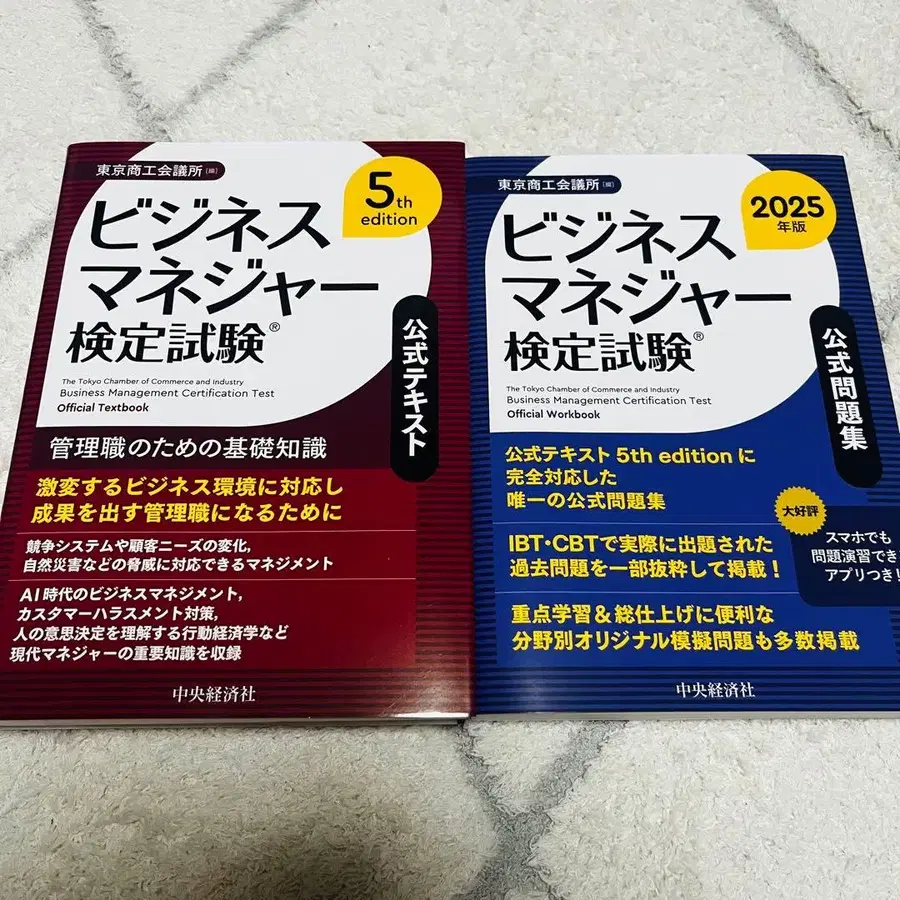 東京商工会議所[編]
5th
edition
ビジネス
マネジャー
検定試験®
The Tokyo Chamber of Commerce and Industry
Business Management Certification Test
Official Textbook
公式テキスト
管理職のための基礎知識
激変するビジネス環境に対応し
成果を出す管理職になるために
競争システムや顧客ニーズの変化,
自然災害などの脅威に対応できるマネジメント
AI時代のビジネスマネジメント,
カスタマーハラスメント対策,
人の意思決定を理解する行動経済学など
現代マネジャーの重要知識を収録
中央経済社
東京商工会議所[編]
2025
年版
ビジネス
マネジャー
検定試験®
The Tokyo Chamber of Commerce and Industry
Business Management Certification Test
Official Workbook
公式問題集
公式テキスト 5th editionに
完全対応した
唯一の公式問題集
大好評
スマホでも
問題演習でき
アプリつき!
IBT・CBTで実際に出題された
過去問題を一部抜粋して掲載!
重点学習&総仕上げに便利な
分野別オリジナル模擬問題も多数掲載
中央経済社